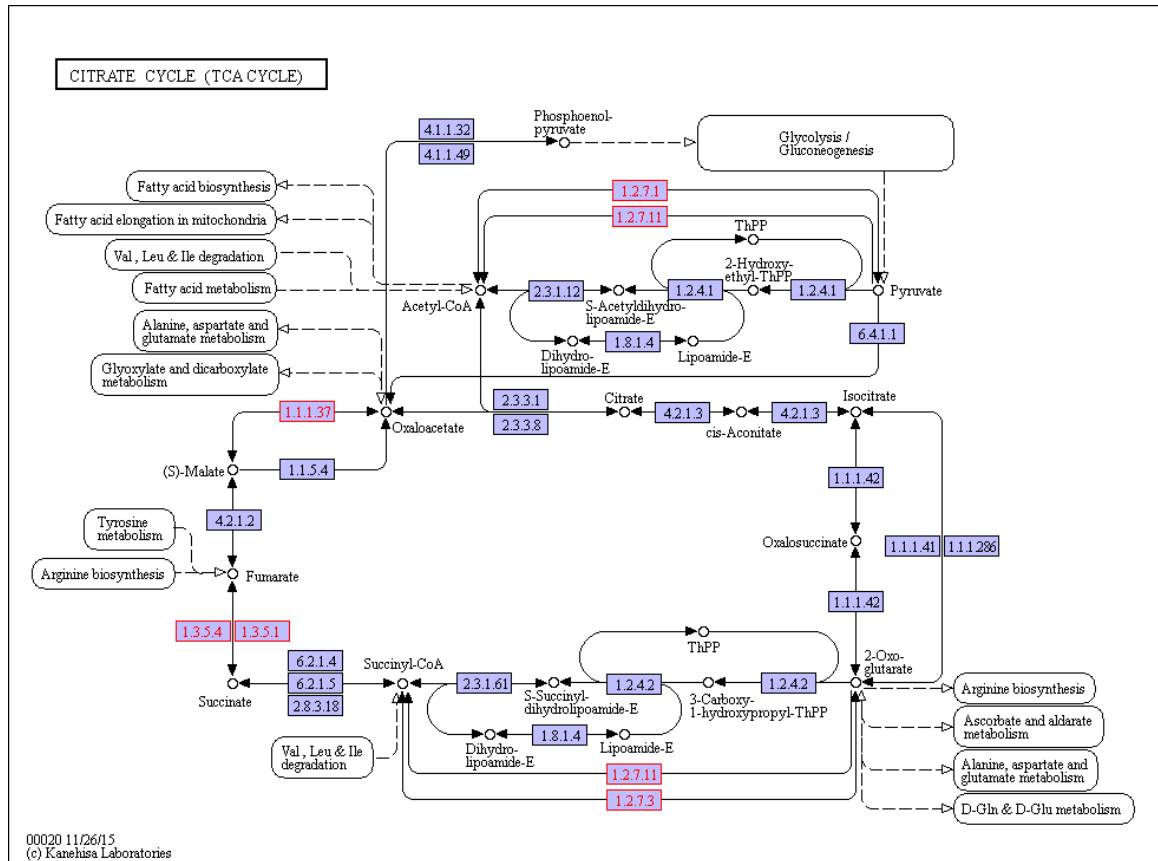 CITRATE CYCLE (TCA CYCLE)
Phosphoenol-
pyruvate
4.1.1.32
4.1.1.49
Glycolysis /
Gluconeogenesis
Fatty acid biosynthesis
Fatty acid elongation in mitochondria
Val , Leu & Ile degradation
Fatty acid metabolism
Alanine, aspartate and
glutamate metabolism
Glyoxylate and dicarboxylate
metabolism
1.2.7.1
1.2.7.11
ThPP
2-Hydroxy-
ethyl-ThPP
Acetyl-CoA
2.3.1.12
S-Acetyldihydro-
lipoamide-E
1.2.4.1
1.2.4.1
Pyruvate
6.4.1.1
Dihydro-
lipoamide-E
1.8.1.4
Lipoamide-E
1.1.1.37
Oxaloacetate
2.3.3.1
2.3.3.8
Citrate
4.2.1.3
cis-Aconitate
4.2.1.3
Isocitrate
(S)-Malate
1.1.5.4
1.1.1.42
4.2.1.2
Tyrosine
metabolism
Arginine biosynthesis
Fumarate
Oxalosuccinate
1.1.1.41
1.1.1.286
1.1.1.42
1.3.5.4
1.3.5.1
Succinate
6.2.1.4
6.2.1.5
2.8.3.18
Succinyl-CoA
2.3.1.61
S-Succinyl-
dihydrolipoamide-E
ThPP
1.2.4.2
3-Carboxy-
1-hydroxypropyl-ThPP
1.2.4.2
2-Oxo-
glutarate
Val , Leu & Ile
degradation
Dihydro-
lipoamide-E
1.8.1.4
Lipoamide-E
1.2.7.11
1.2.7.3
Arginine biosynthesis
Ascorbate and aldarate
metabolism
Alanine, aspartate and
glutamate metabolism
D-Gln & D-Glu metabolism
00020 11/26/15
(c) Kanehisa Laboratories